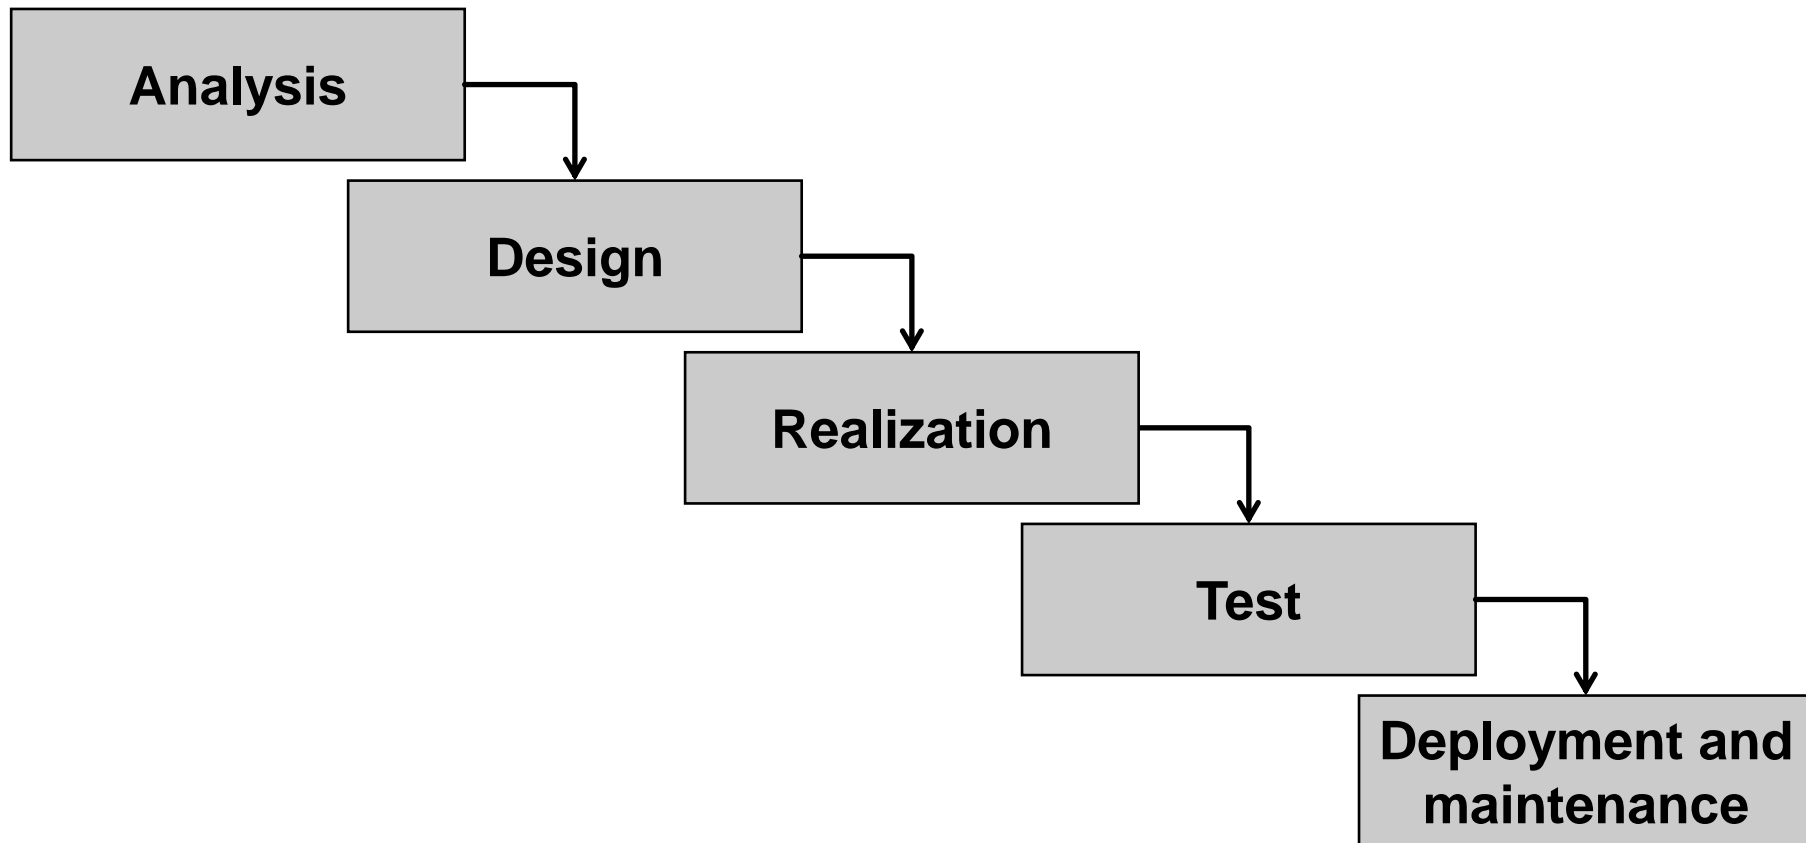 Analysis
Design
Realization
Test
Deployment and
maintenance